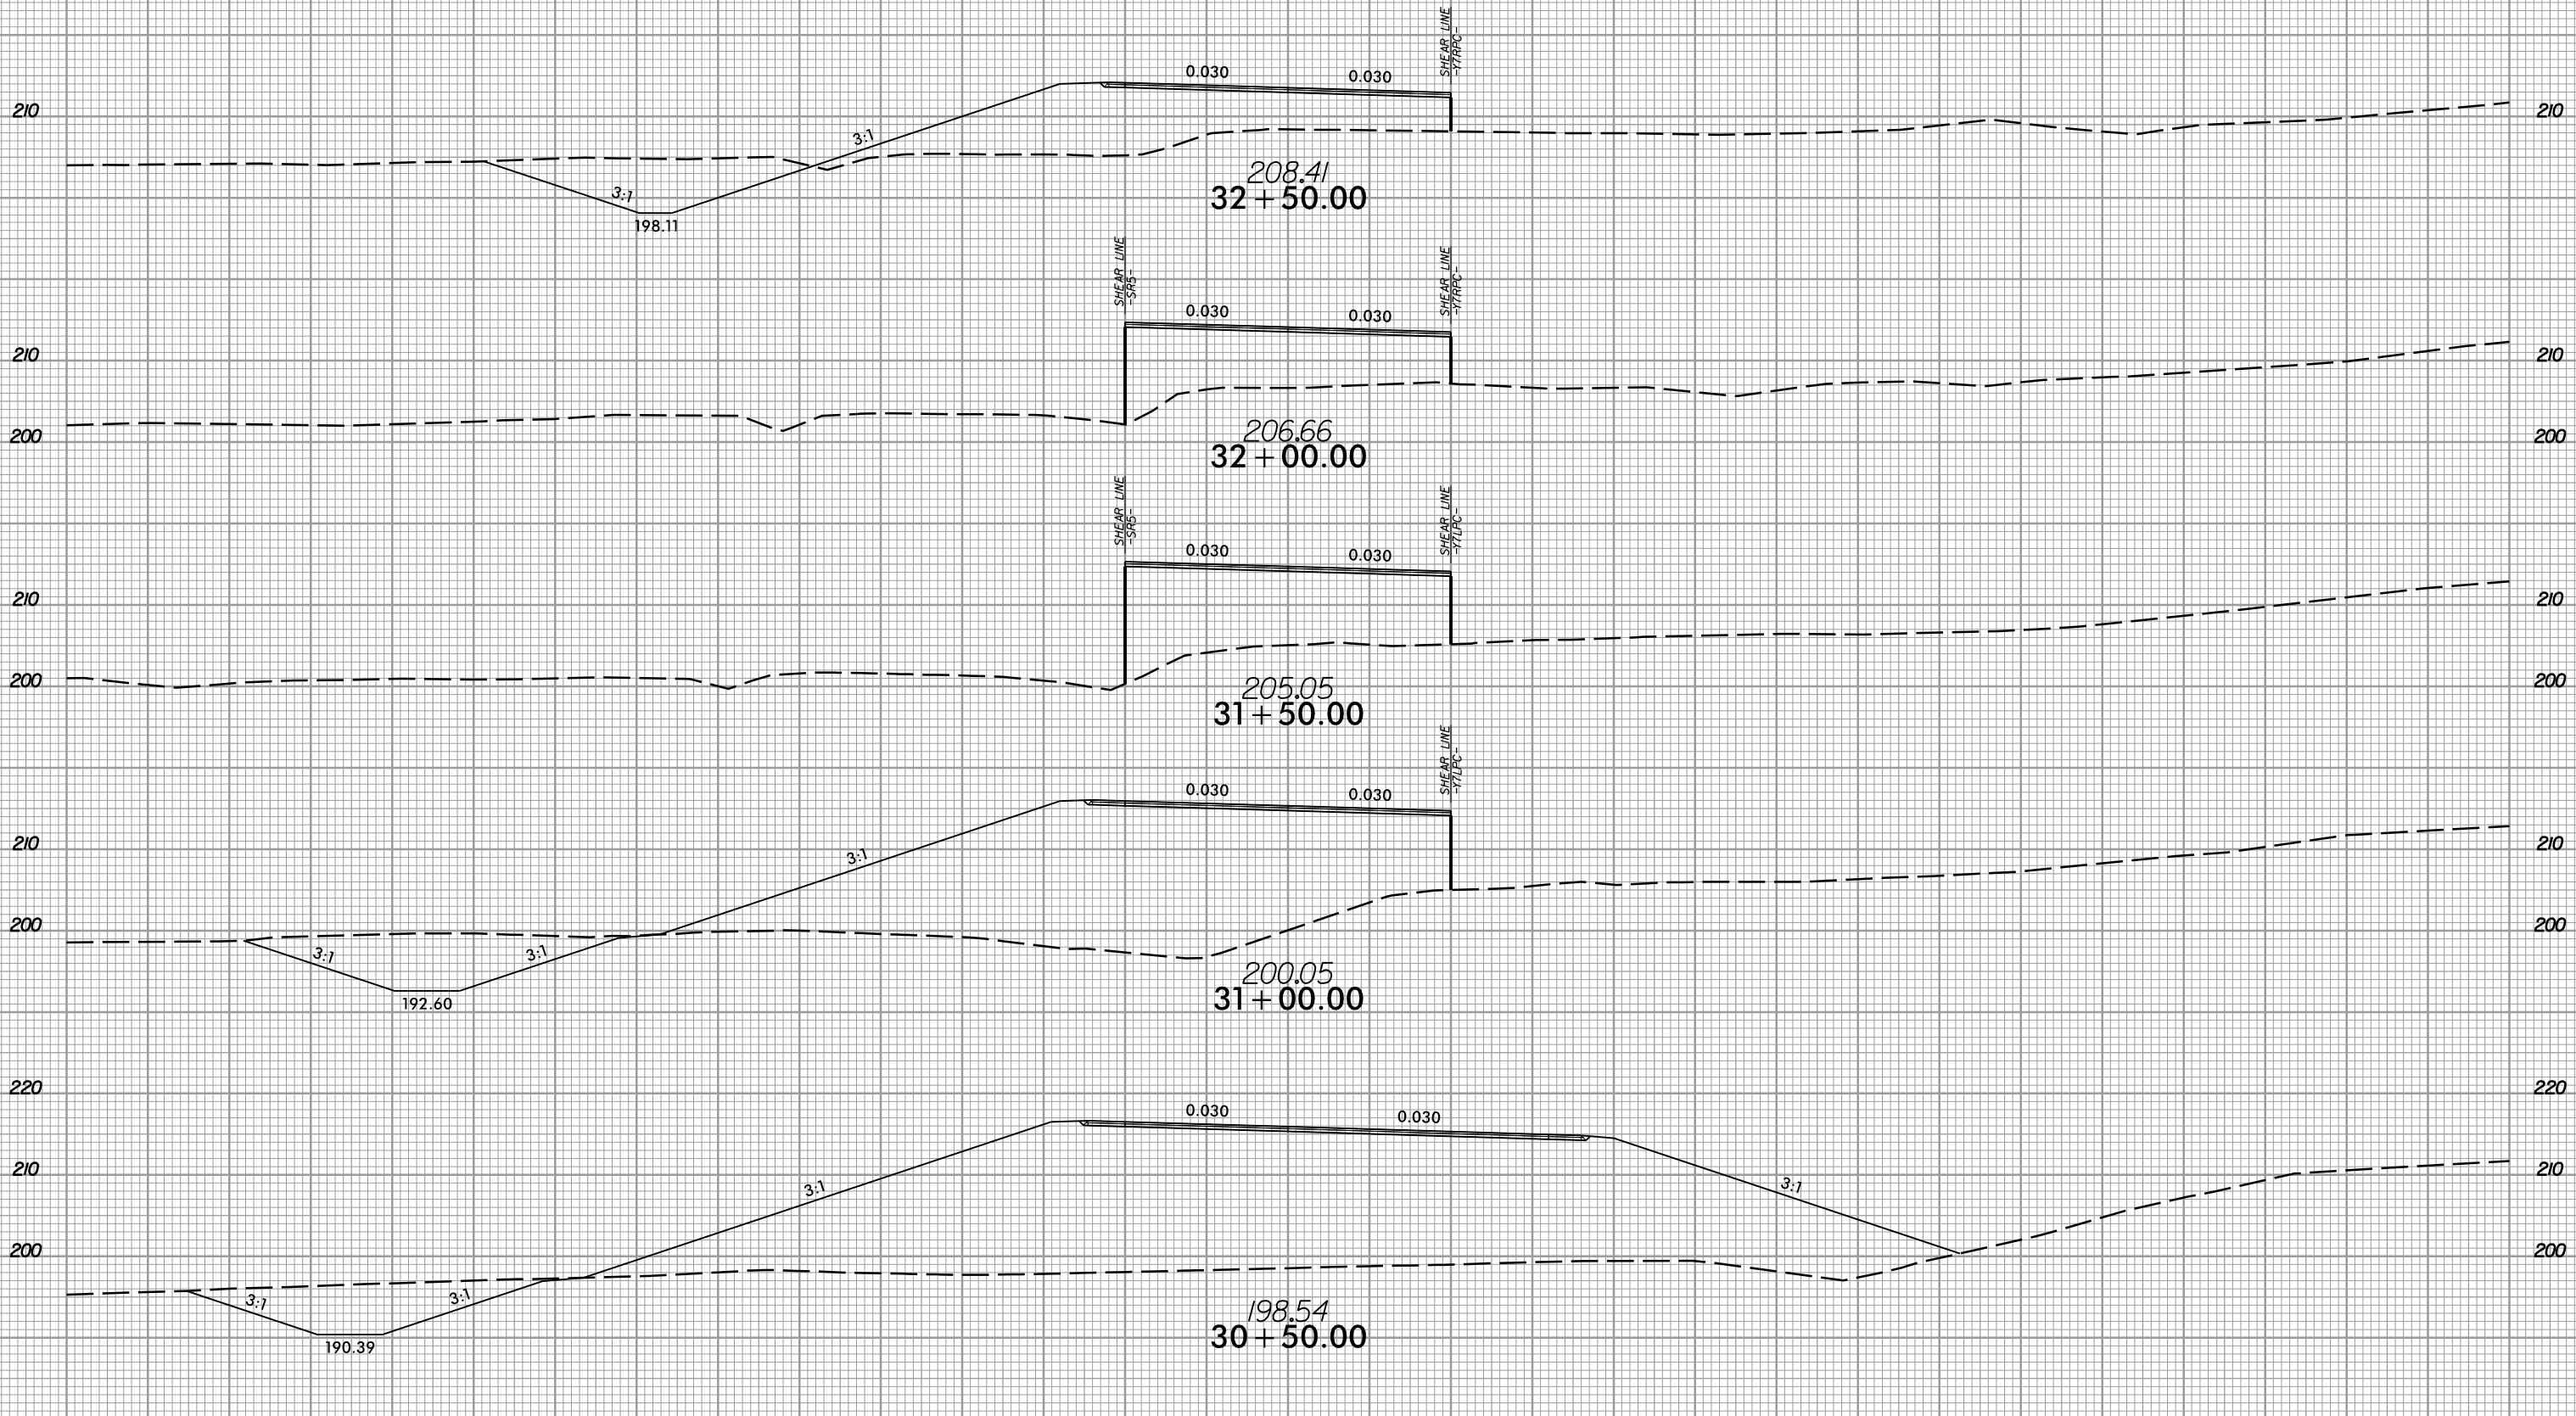 SHEAR LINE
-Y7RPC-
0.030 0.030
210 210
3:1
208.41
3:1
32+50.00
198.11
SHEAR LINE
-SR5-
SHEAR LINE
-Y7RPC-
0.030 0.030
210 210
206.66
200 200
32+00.00
SHEAR LINE
-SR5-
SHEAR LINE
-Y7LPC-
0.030 0.030
210 210
200 200
205.05
31+50.00
SHEAR LINE
-Y7LPC-
0.030 0.030
210 210
3:1
200 200
3:1 3:1
200.05
192.60
31+00.00
220 220
0.030 0.030
210 210
3:1 3:1
200 200
3:1 3:1
198.54
30+50.00
190.39